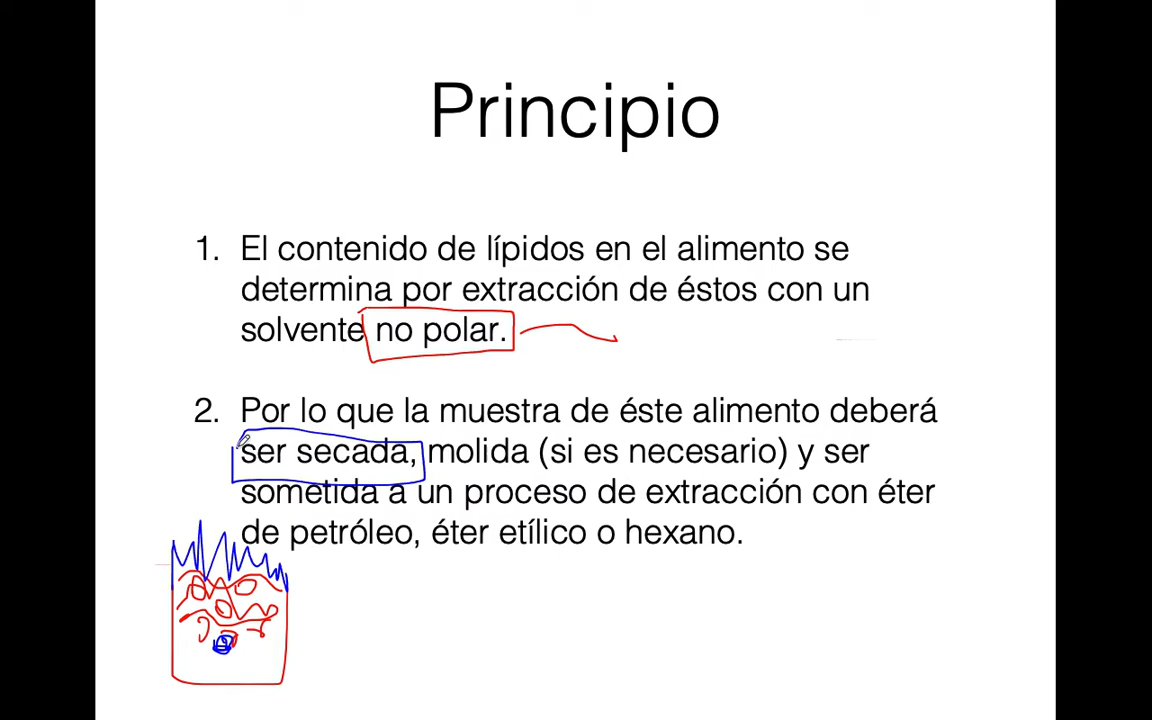 Principio
1. El contenido de lípidos en el alimento se
determina por extracción de éstos con un
solvente no polar.
2. Por lo que la muestra de éste alimento deberá
ser secada, molida (si es necesario) y ser
sometida a un proceso de extracción con éter
de petróleo, éter etílico o hexano.